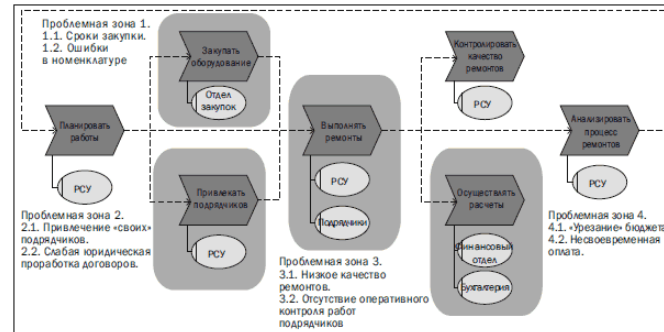 Проблемная зона 1.
1.1. Сроки закупки.
1.2. Ошибки
в номенклатуре
Закупать
оборудование
Отдел
закупок
Контролировать
качество
ремонтов
РСУ
Планировать
работы
РСУ
Выполнять
ремонты
РСУ
Подрядчики
Анализировать
процесс
ремонтов
РСУ
Привлекать
подрядчиков
РСУ
Осуществлять
расчеты
Финансовый
отдел
Бухгалтерия
Проблемная зона 2.
2.1. Привлечение «своих»
подрядчиков.
2.2. Слабая юридическая
проработка договоров.
Проблемная зона 3.
3.1. Низкое качество
ремонтов.
3.2. Отсутствие оперативного
контроля работ
подрядчиков
Проблемная зона 4.
4.1. «Урезание» бюджета
4.2. Несвоевременная
оплата.